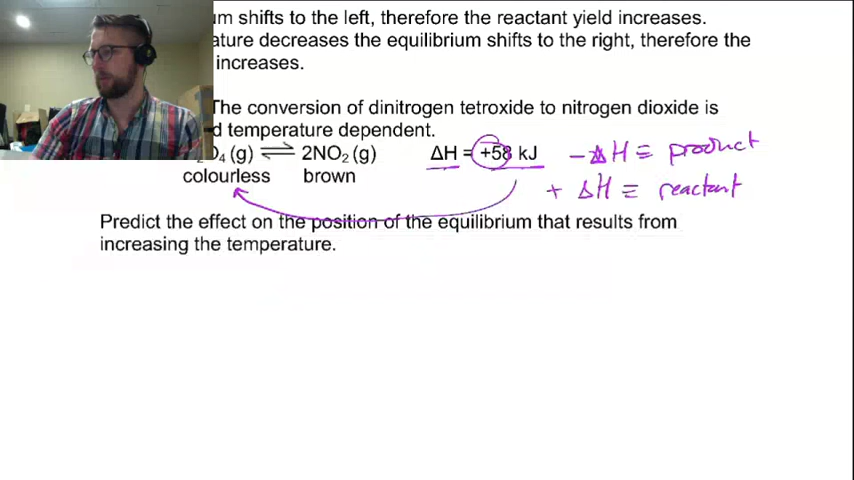 m shifts to the left, therefore the reactant yield increases.
ature decreases the equilibrium shifts to the right, therefore the
increases.
The conversion of dinitrogen tetroxide to nitrogen dioxide is
d temperature dependent.
O₄ (g) ⇌ 2NO₂ (g) ΔH = +58 kJ
colourless brown
- ΔH ≡ product
+ ΔH ≡ reactant
Predict the effect on the position of the equilibrium that results from
increasing the temperature.